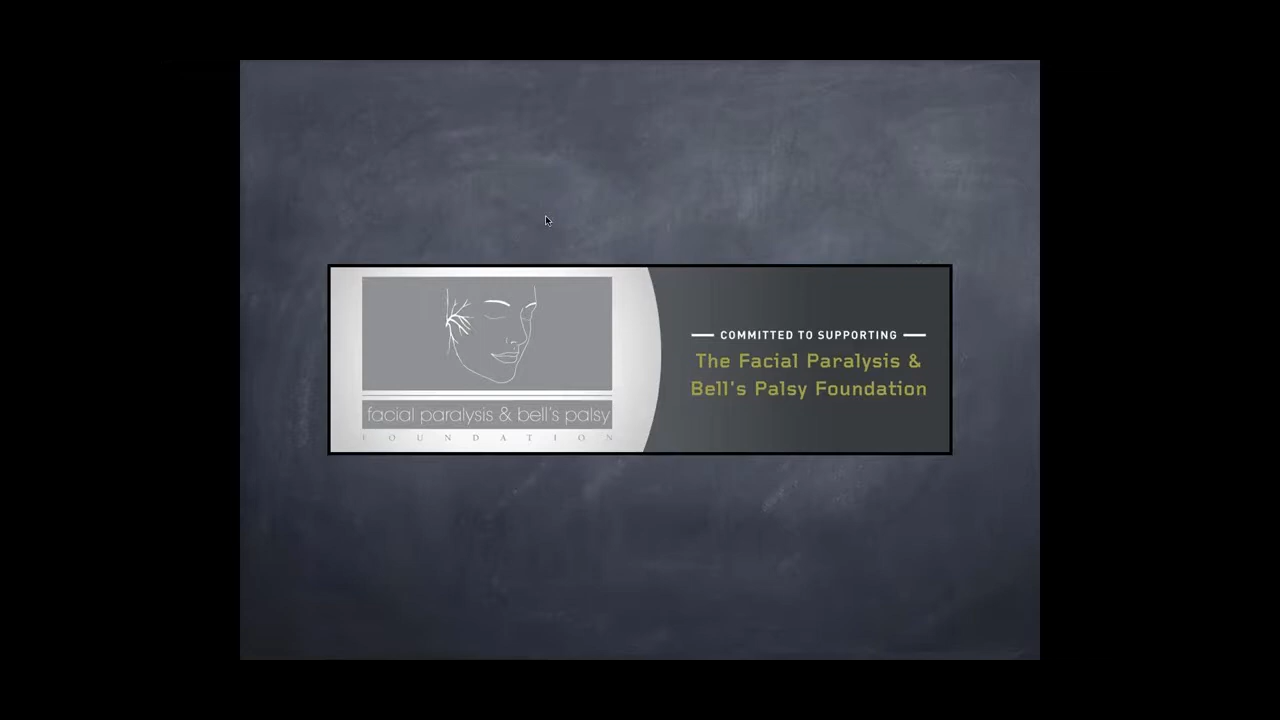 facial paralysis & bell's palsy
FOUNDATION
COMMITTED TO SUPPORTING
The Facial Paralysis &
Bell's Palsy Foundation